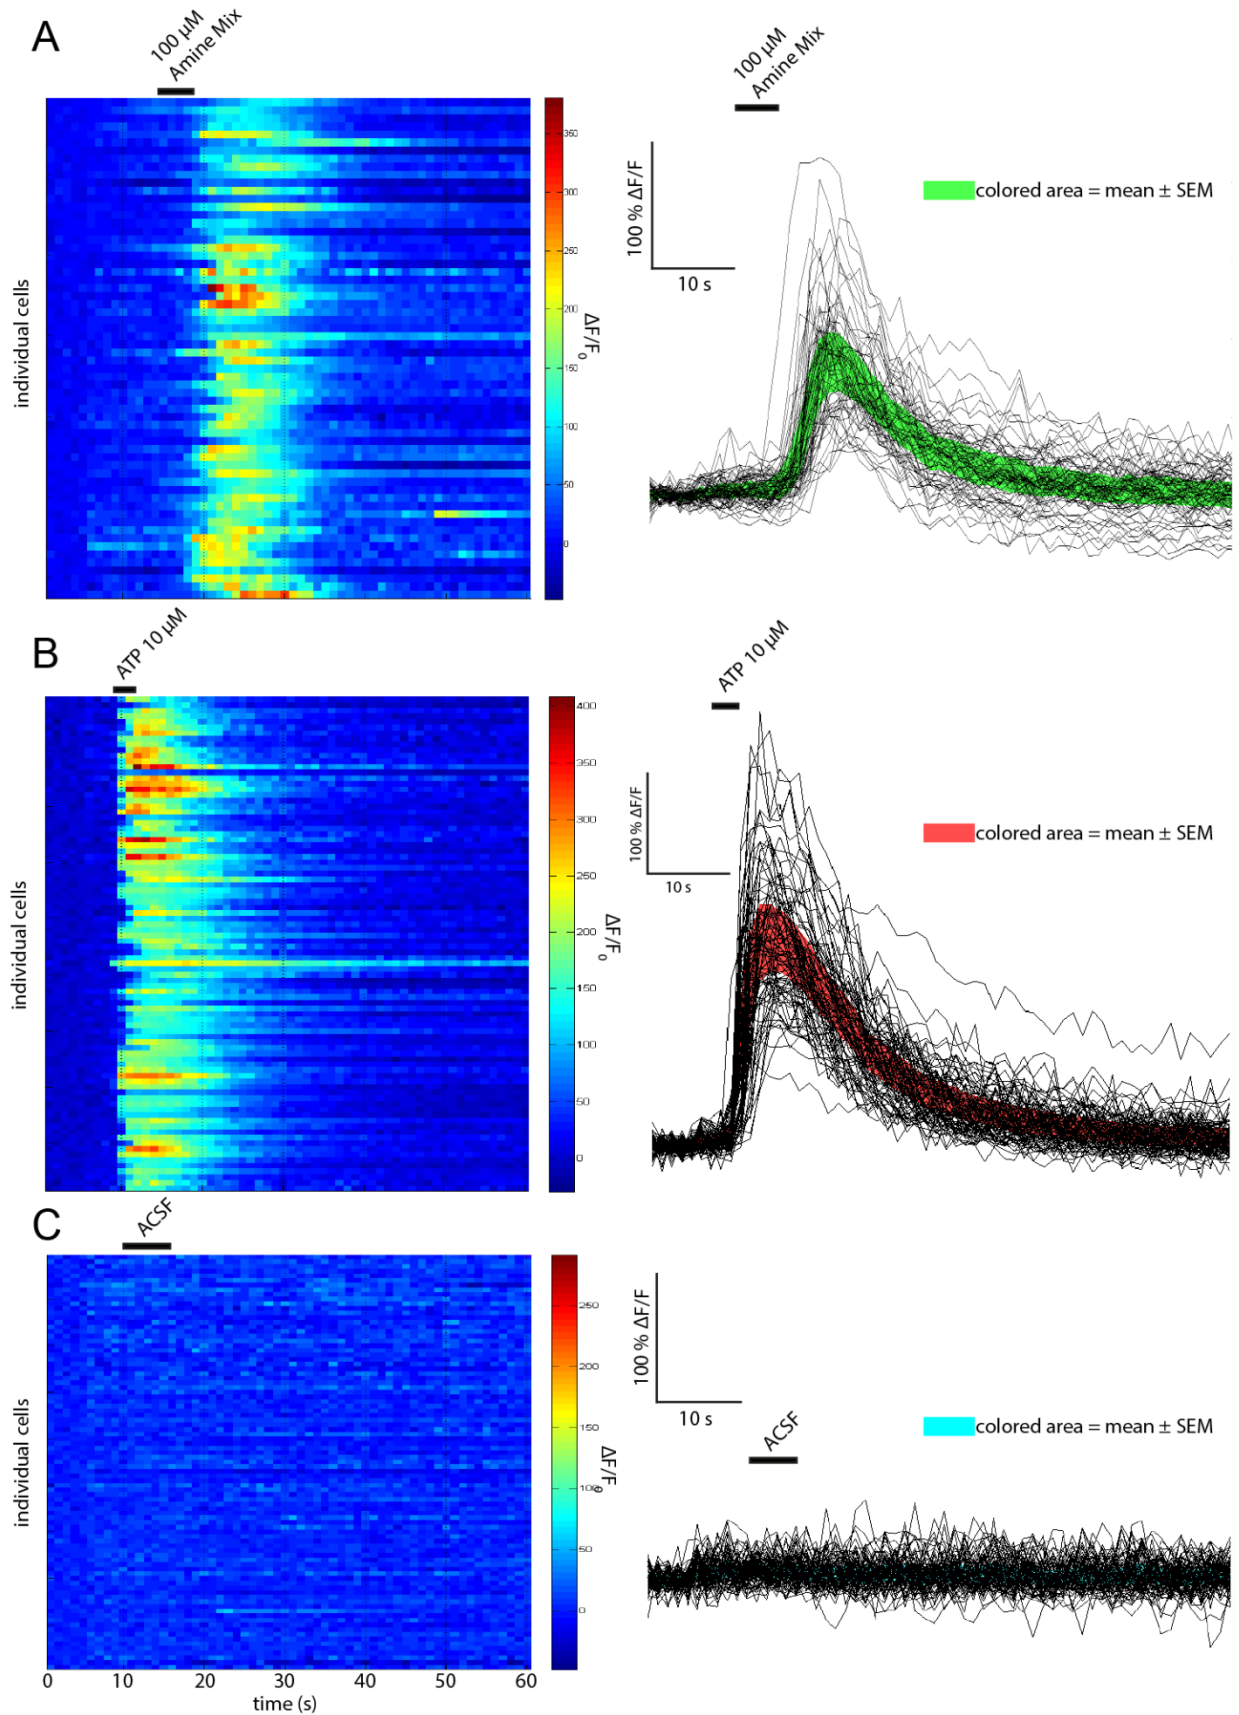 A
100 µM
Amine Mix
individual cells
350
300
250
200
150
100
50
0
ΔF/F0
100 µM
Amine Mix
100 % ΔF/F
10 s
colored area = mean ± SEM
B
ATP 10 µM
individual cells
400
350
300
250
200
150
100
50
0
ΔF/F0
ATP 10 µM
100 % ΔF/F
10 s
colored area = mean ± SEM
C
ACSF
individual cells
250
200
150
100
50
0
ΔF/F0
0 10 20 30 40 50 60
time (s)
100 % ΔF/F
10 s
ACSF
colored area = mean ± SEM